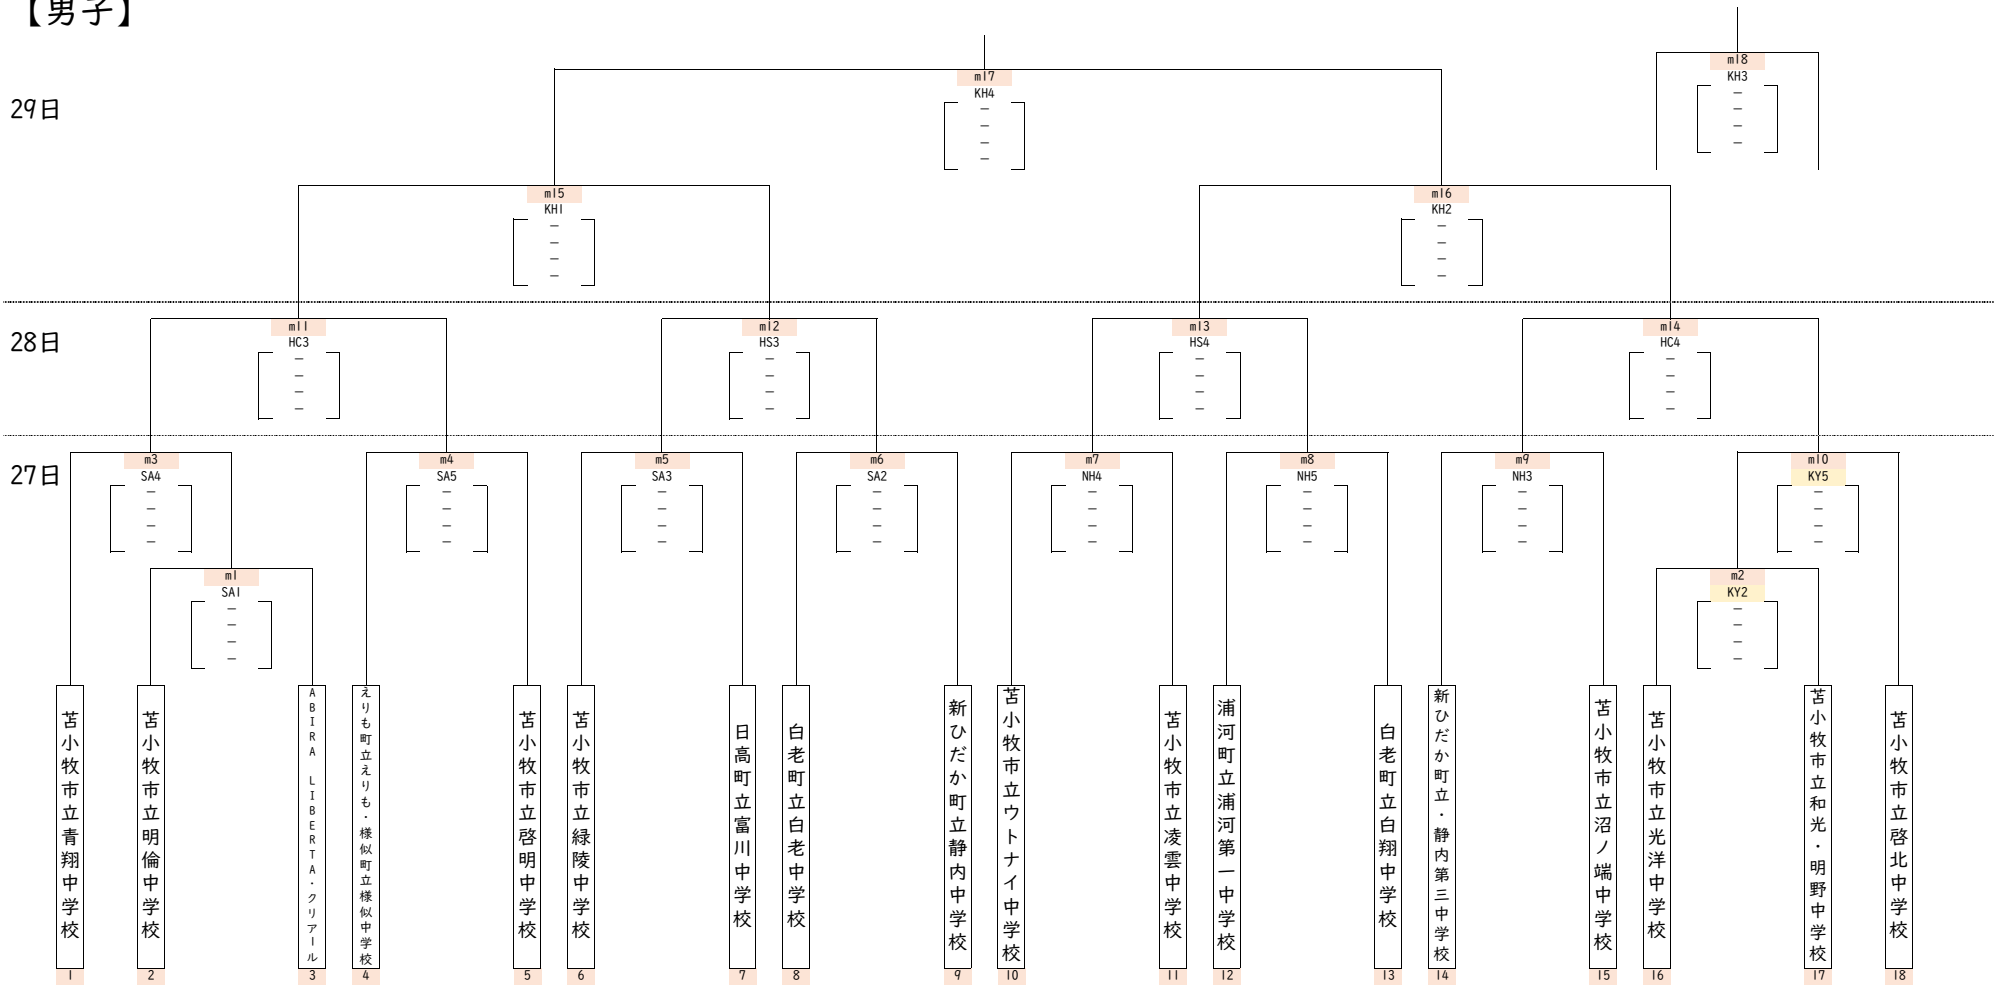 【男子】
m18
KH3
–
–
–
–
m17
KH4
–
–
–
–
29日
m15
KH1
–
–
–
–
m16
KH2
–
–
–
–
28日
m11
HC3
–
–
–
–
m12
HS3
–
–
–
–
m13
HS4
–
–
–
–
m14
HC4
–
–
–
–
27日
m3
SA4
–
–
–
–
m4
SA5
–
–
–
–
m5
SA3
–
–
–
–
m6
SA2
–
–
–
–
m7
NH4
–
–
–
–
m8
NH5
–
–
–
–
m9
NH3
–
–
–
–
m10
KY5
–
–
–
–
m1
SA1
–
–
–
–
m2
KY2
–
–
–
–
苫小牧市立青翔中学校
1
苫小牧市立明倫中学校
2
ABIRA LIBERTA・クリアール
3
えりも町立えりも・様似町立様似中学校
4
苫小牧市立啓明中学校
5
苫小牧市立緑陵中学校
6
日高町立富川中学校
7
白老町立白老中学校
8
新ひだか町立静内中学校
9
苫小牧市立ウトナイ中学校
10
苫小牧市立凌雲中学校
11
浦河町立浦河第一中学校
12
白老町立白翔中学校
13
新ひだか町立・静内第三中学校
14
苫小牧市立沼ノ端中学校
15
苫小牧市立光洋中学校
16
苫小牧市立和光・明野中学校
17
苫小牧市立啓北中学校
18